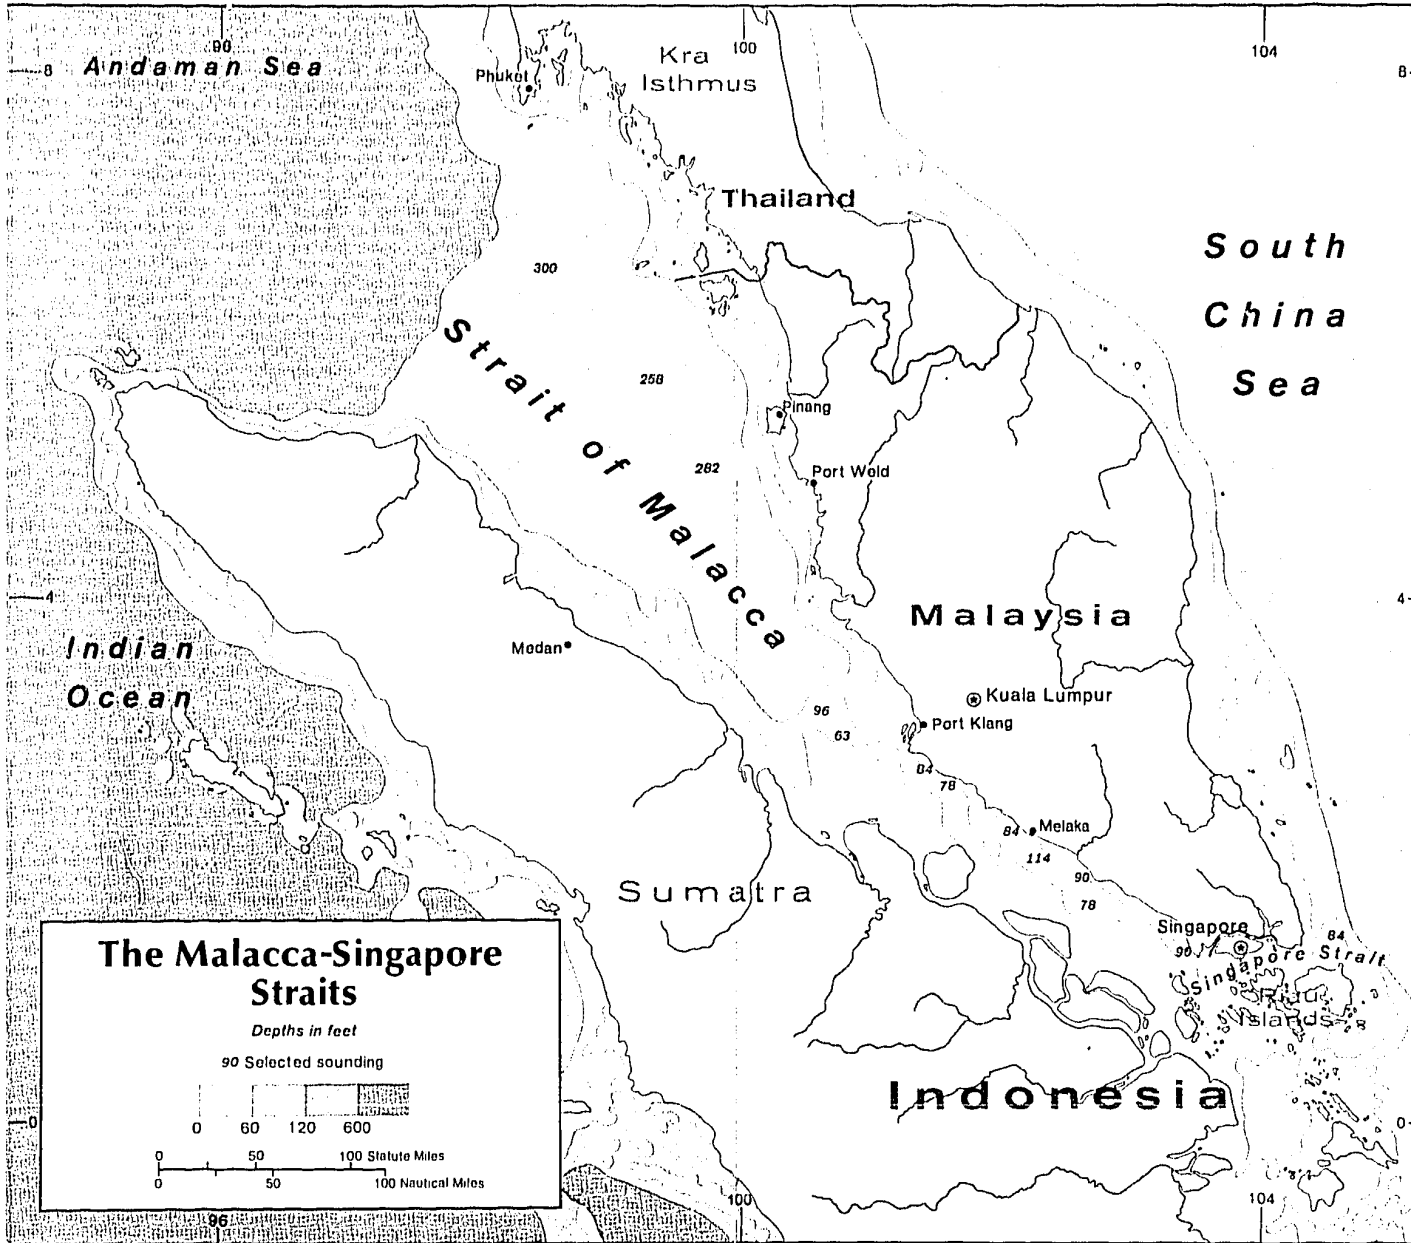 90
100
104
8
Andaman Sea
Phuket
Kra
Isthmus
8
Thailand
South
China
Sea
300
Strait of Malacca
258
Pinang
282
Port Weld
4
Malaysia
4
Indian
Ocean
Medan
Kuala Lumpur
96
Port Klang
63
84
78
84
Melaka
114
90
78
Sumatra
Singapore
84
90
Singapore Strait
Riau
Islands
Indonesia
The Malacca-Singapore
Straits
Depths in feet
90 Selected sounding
0 60 120 600
0 50 100 Statute Miles
0 50 100 Nautical Miles
0
0
96
100
104